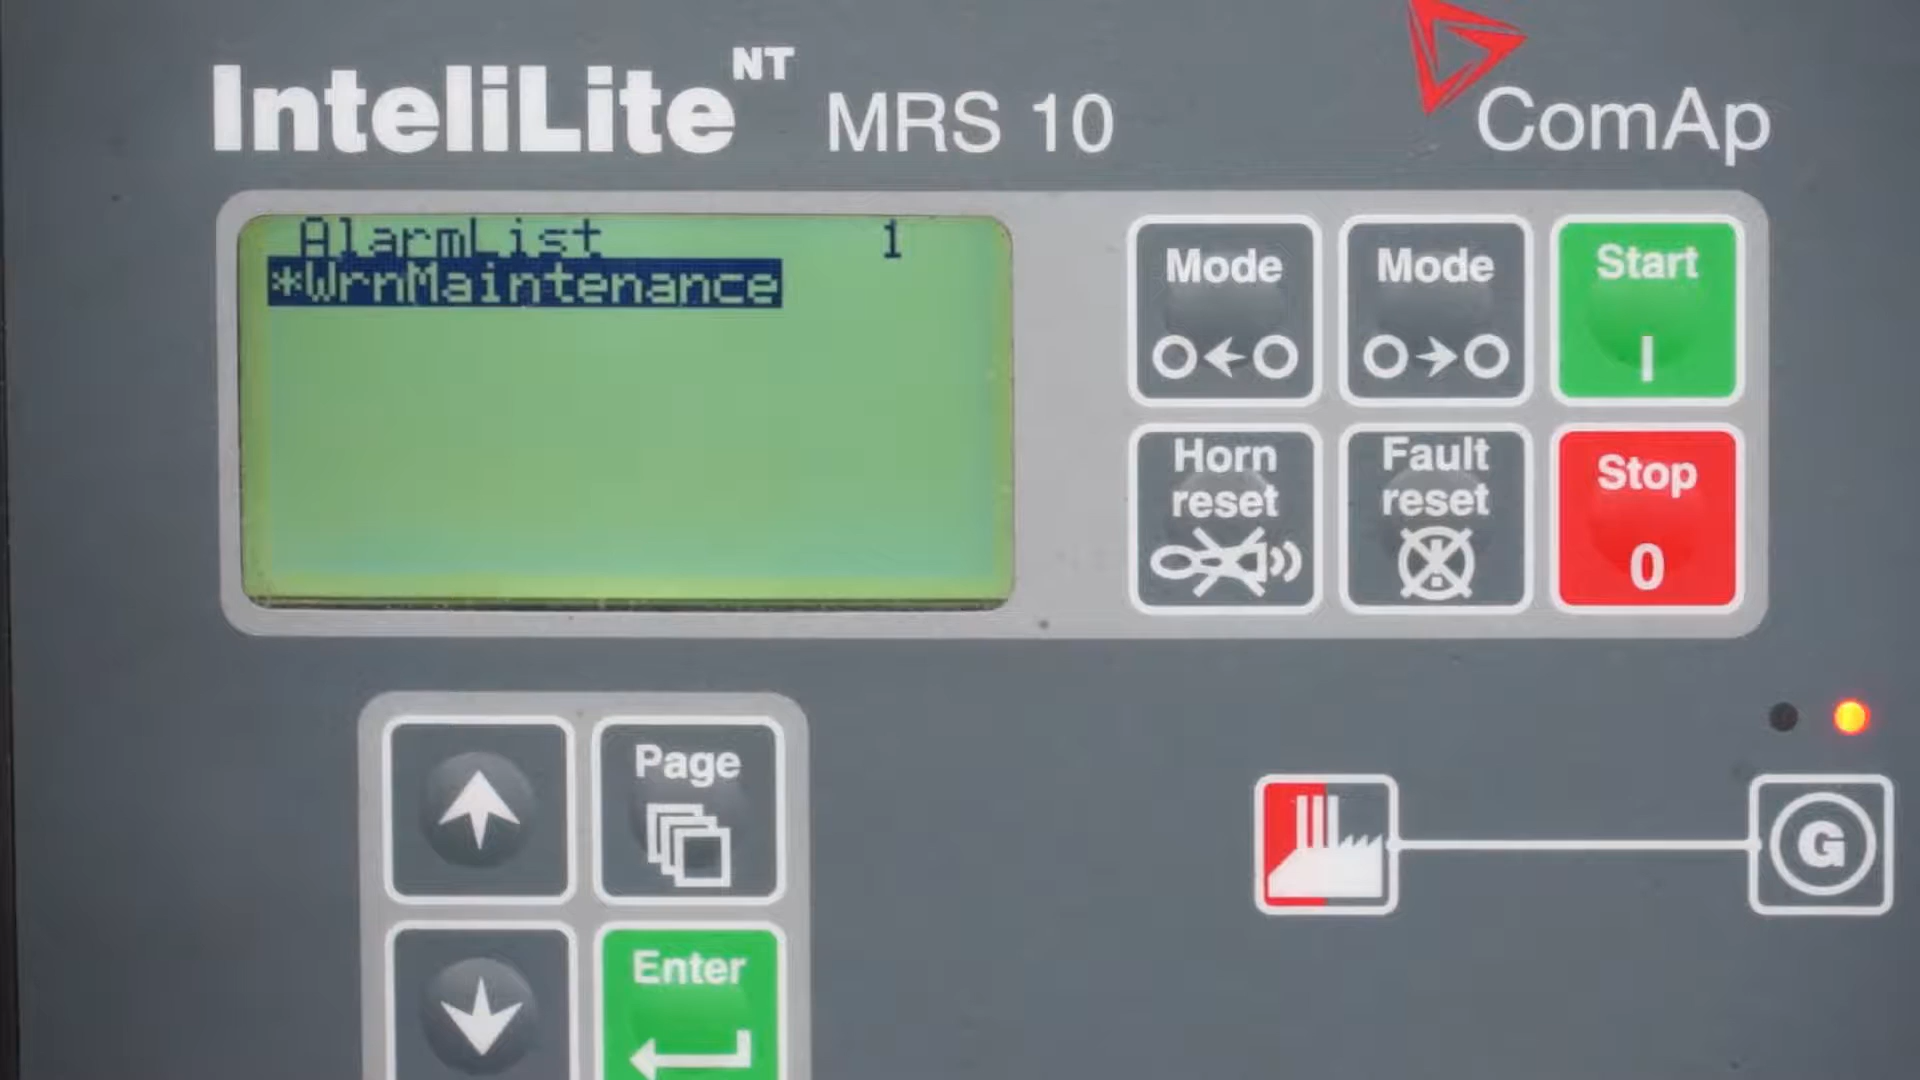 InteliLite NT MRS 10
ComAp
AlarmList 1
*WrnMaintenance
Mode
Mode
Start
I
Horn
reset
Fault
reset
Stop
0
Page
Enter
G